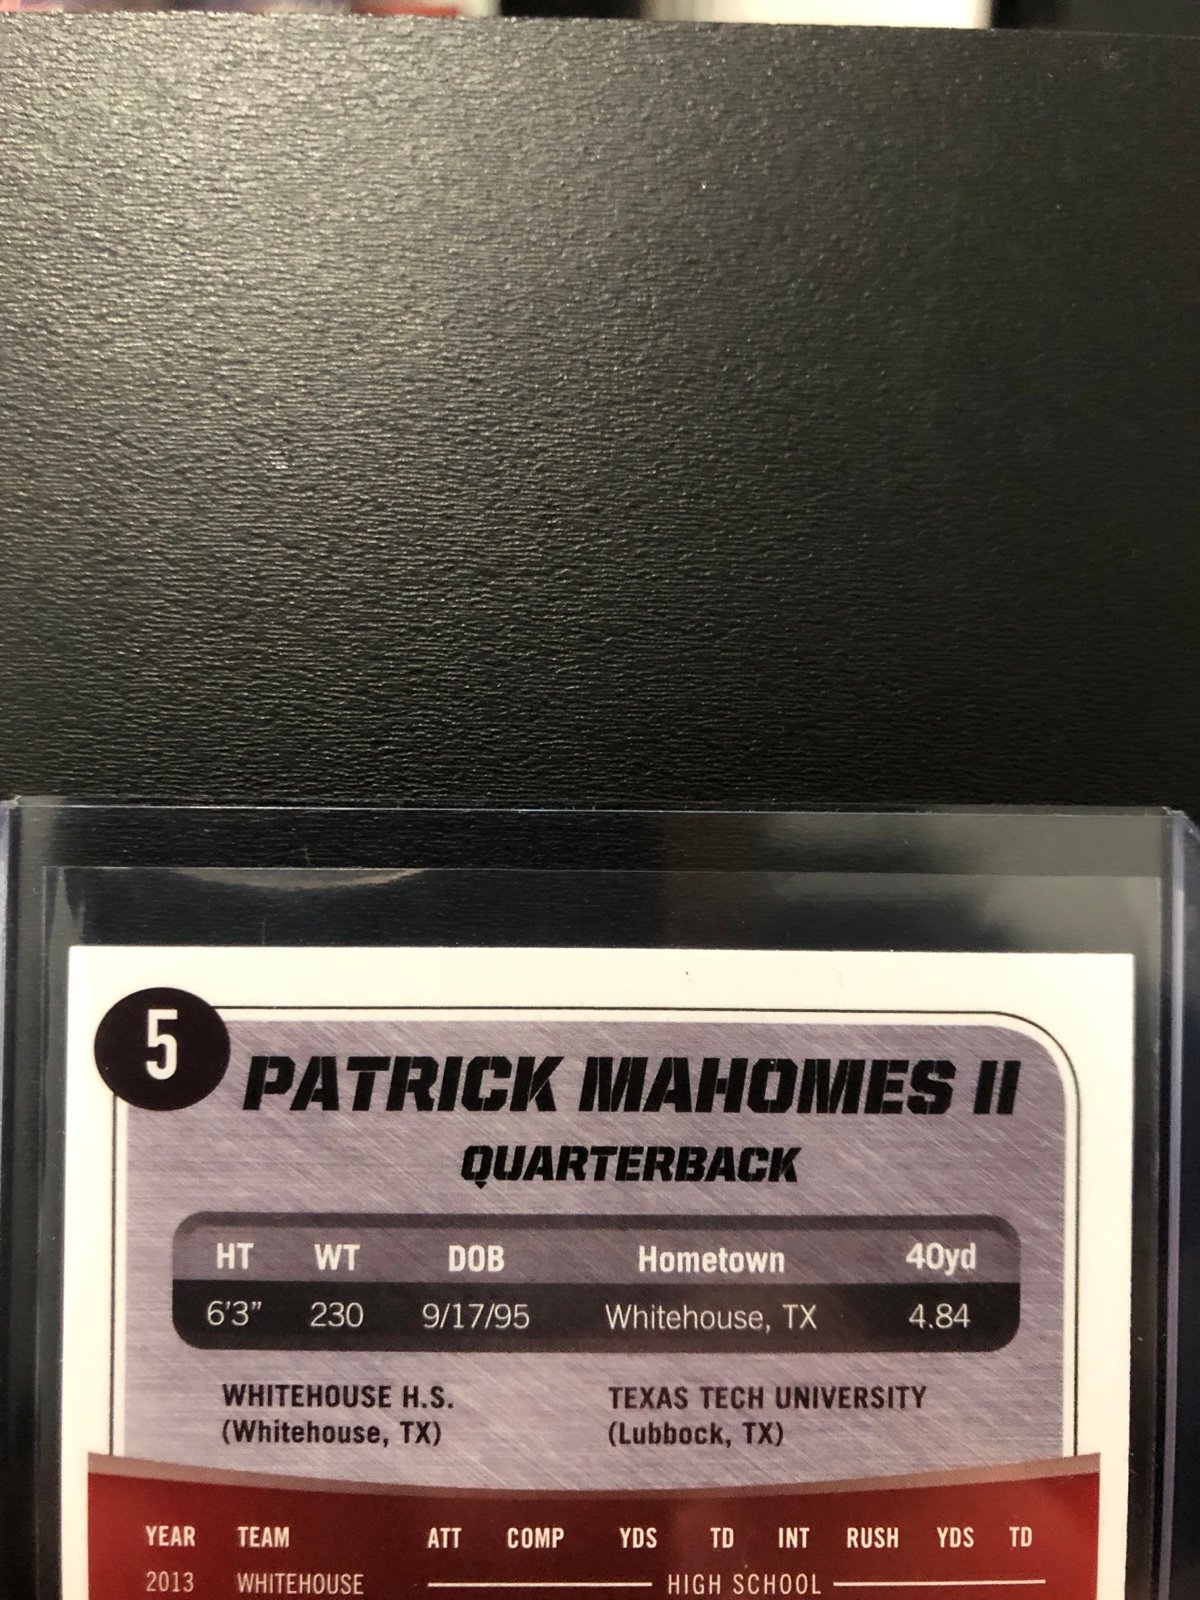 5
PATRICK MAHOMES II
QUARTERBACK
HT WT DOB Hometown 40yd
6'3" 230 9/17/95 Whitehouse, TX 4.84
WHITEHOUSE H.S. TEXAS TECH UNIVERSITY
(Whitehouse, TX) (Lubbock, TX)
YEAR TEAM ATT COMP YDS TD INT RUSH YDS TD
2013 WHITEHOUSE HIGH SCHOOL